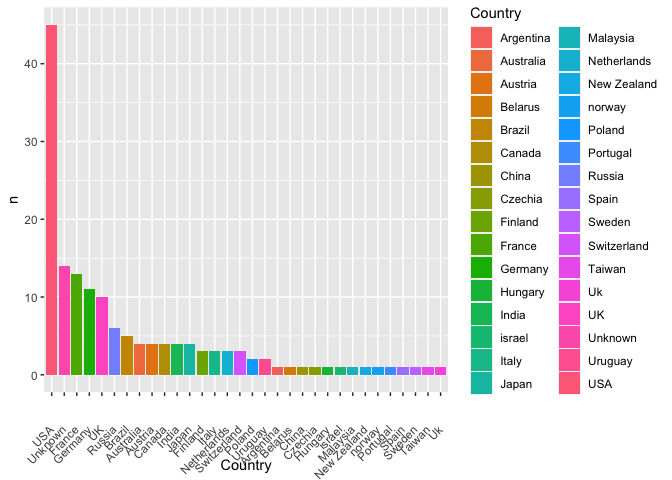 n
40
30
20
10
0
USA
Unknown
France
Germany
UK
Russia
Brazil
Australia
Austria
Canada
India
Japan
Finland
Italy
Netherlands
Switzerland
Poland
Uruguay
Argentina
Belarus
China
Czechia
Hungary
israel
Malaysia
New Zealand
norway
Portugal
Spain
Sweden
Taiwan
Uk
Country
Country
Argentina
Australia
Austria
Belarus
Brazil
Canada
China
Czechia
Finland
France
Germany
Hungary
India
israel
Italy
Japan
Malaysia
Netherlands
New Zealand
norway
Poland
Portugal
Russia
Spain
Sweden
Switzerland
Taiwan
Uk
UK
Unknown
Uruguay
USA